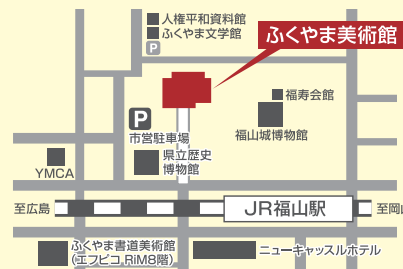 人権平和資料館
ふくやま文学館
P
ふくやま美術館
福寿会館
P
市営駐車場
福山城博物館
県立歴史
博物館
YMCA
至広島
JR福山駅
至岡山
ふくやま書道美術館
(エフピコRiM8階)
ニューキャッスルホテル